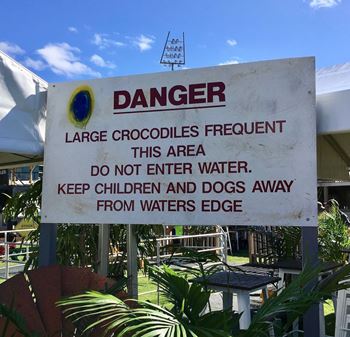 DANGER
LARGE CROCODILES FREQUENT
THIS AREA
DO NOT ENTER WATER.
KEEP CHILDREN AND DOGS AWAY
FROM WATERS EDGE